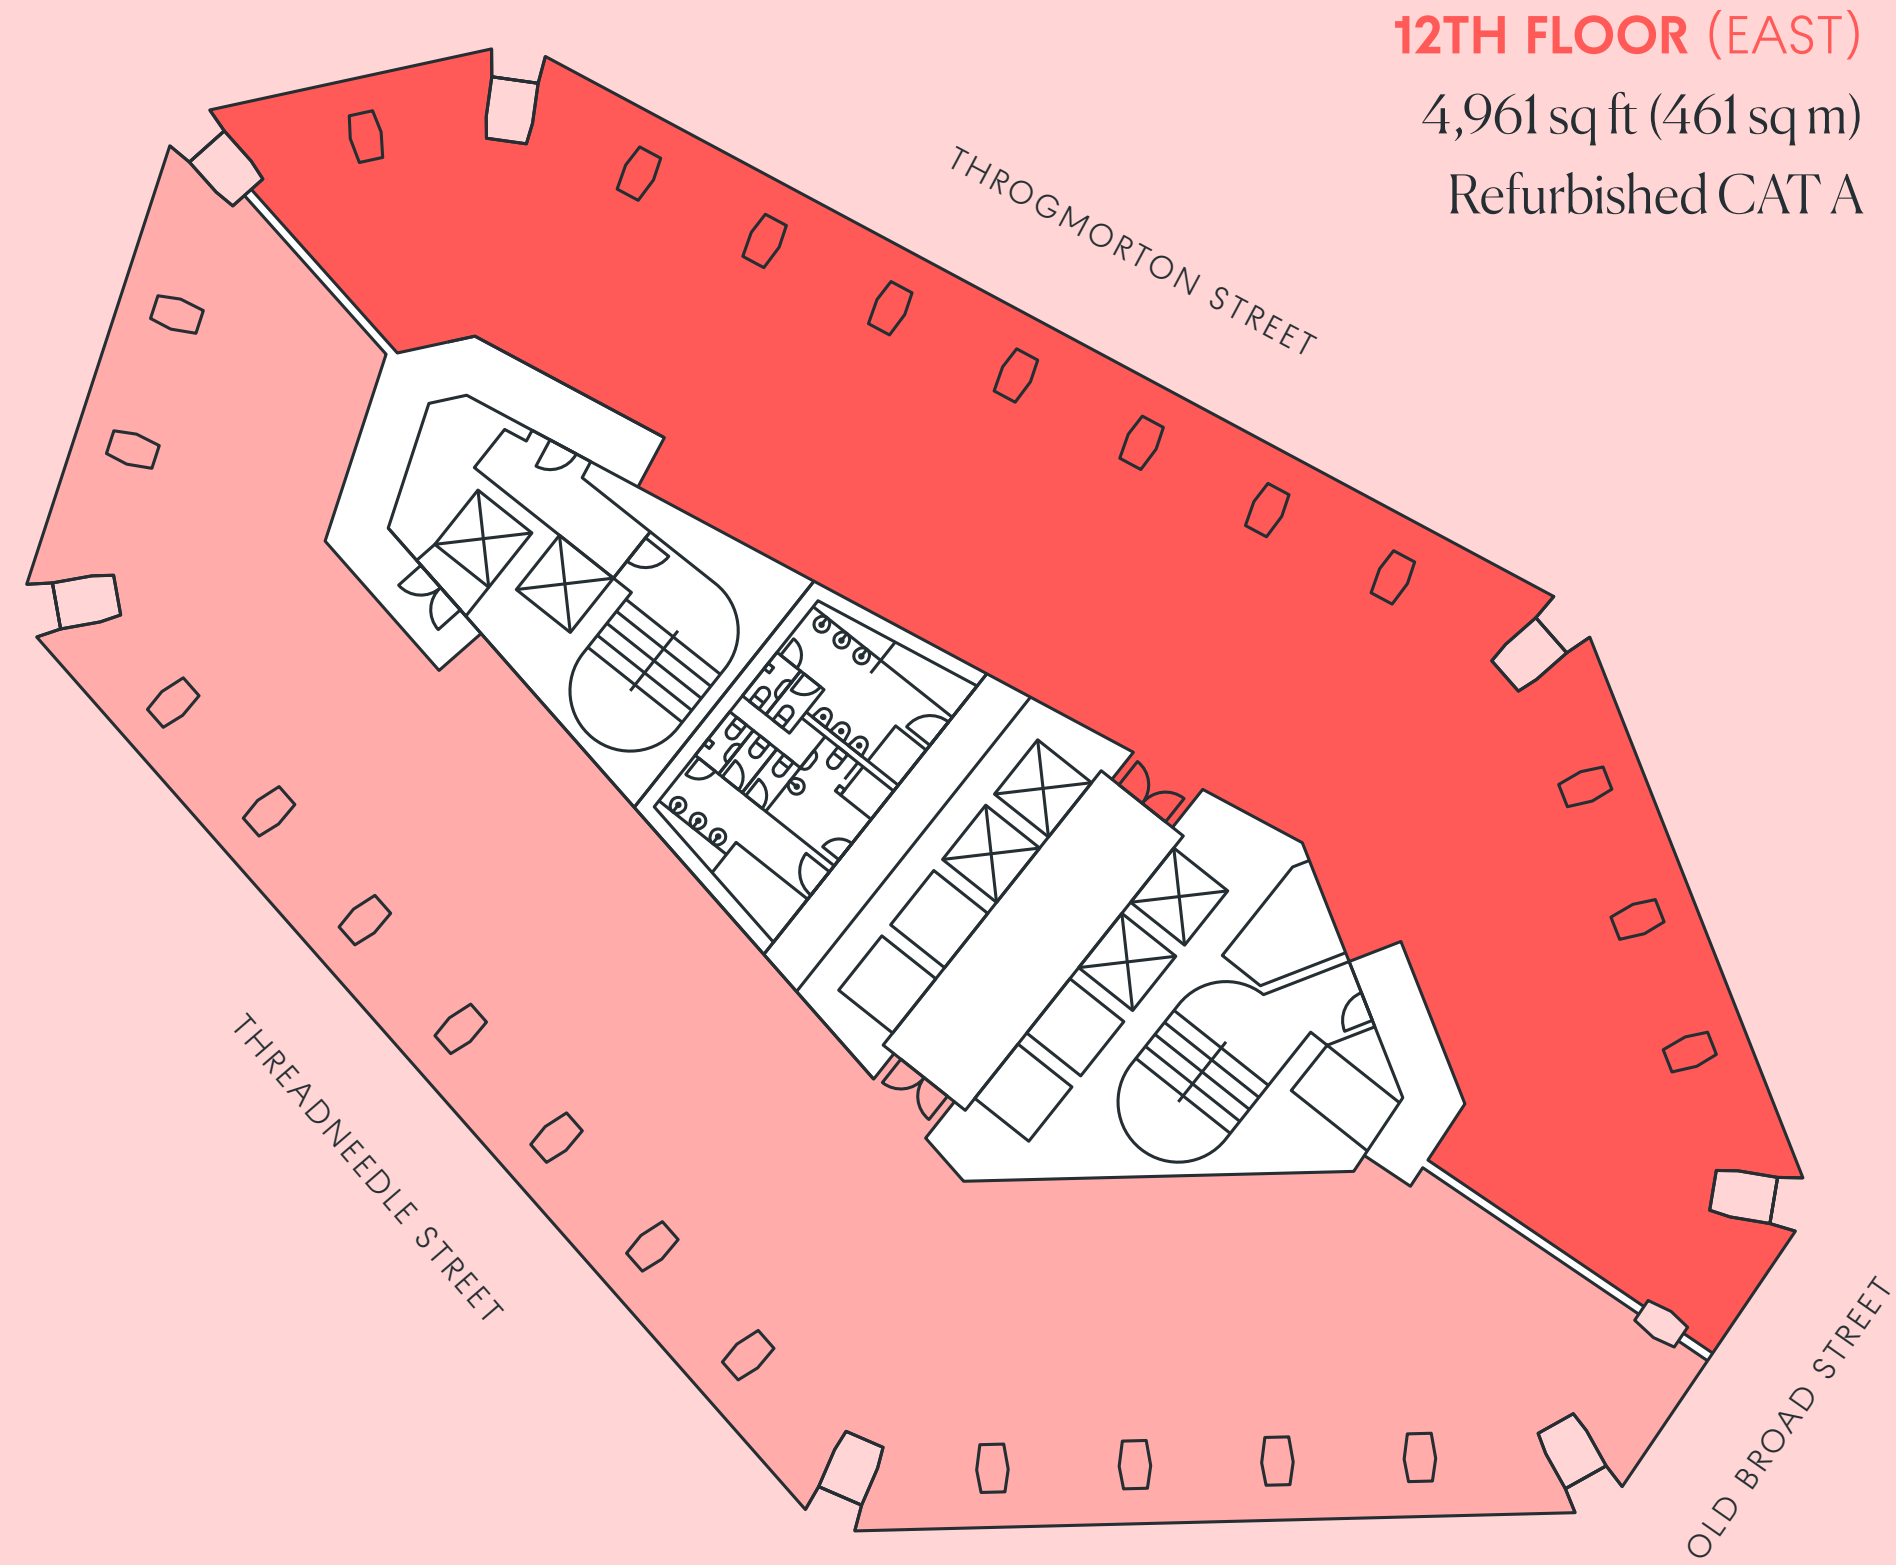 12TH FLOOR (EAST)
4,961 sq ft (461 sq m)
Refurbished CAT A
THROGMORTON STREET
THREADNEEDLE STREET
OLD BROAD STREET